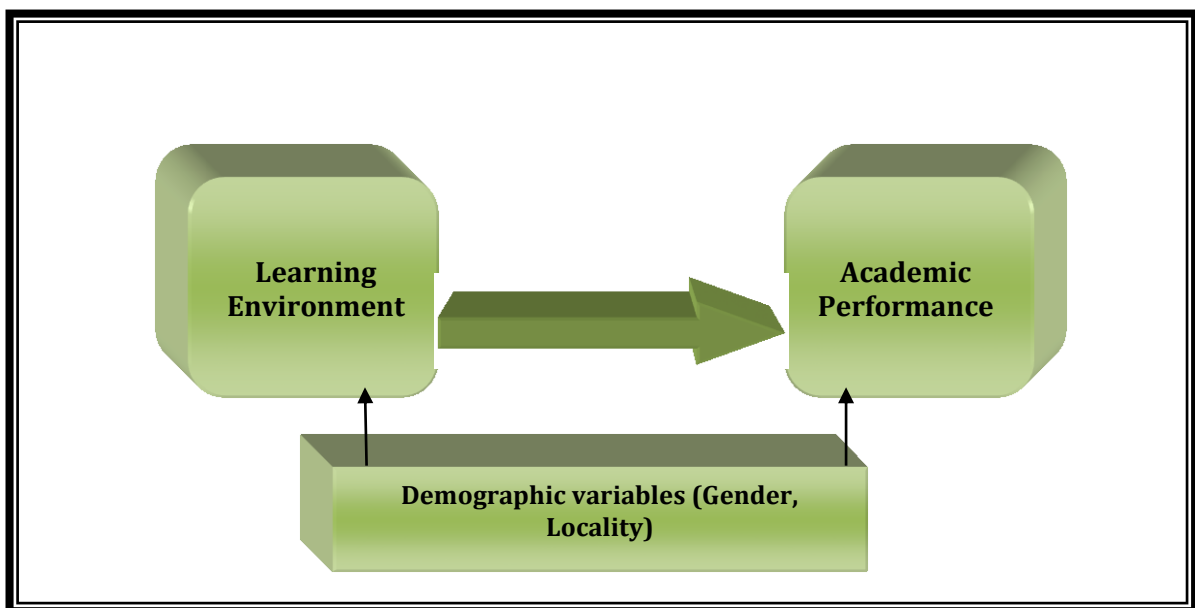 Learning
Environment
Academic
Performance
Demographic variables (Gender,
Locality)